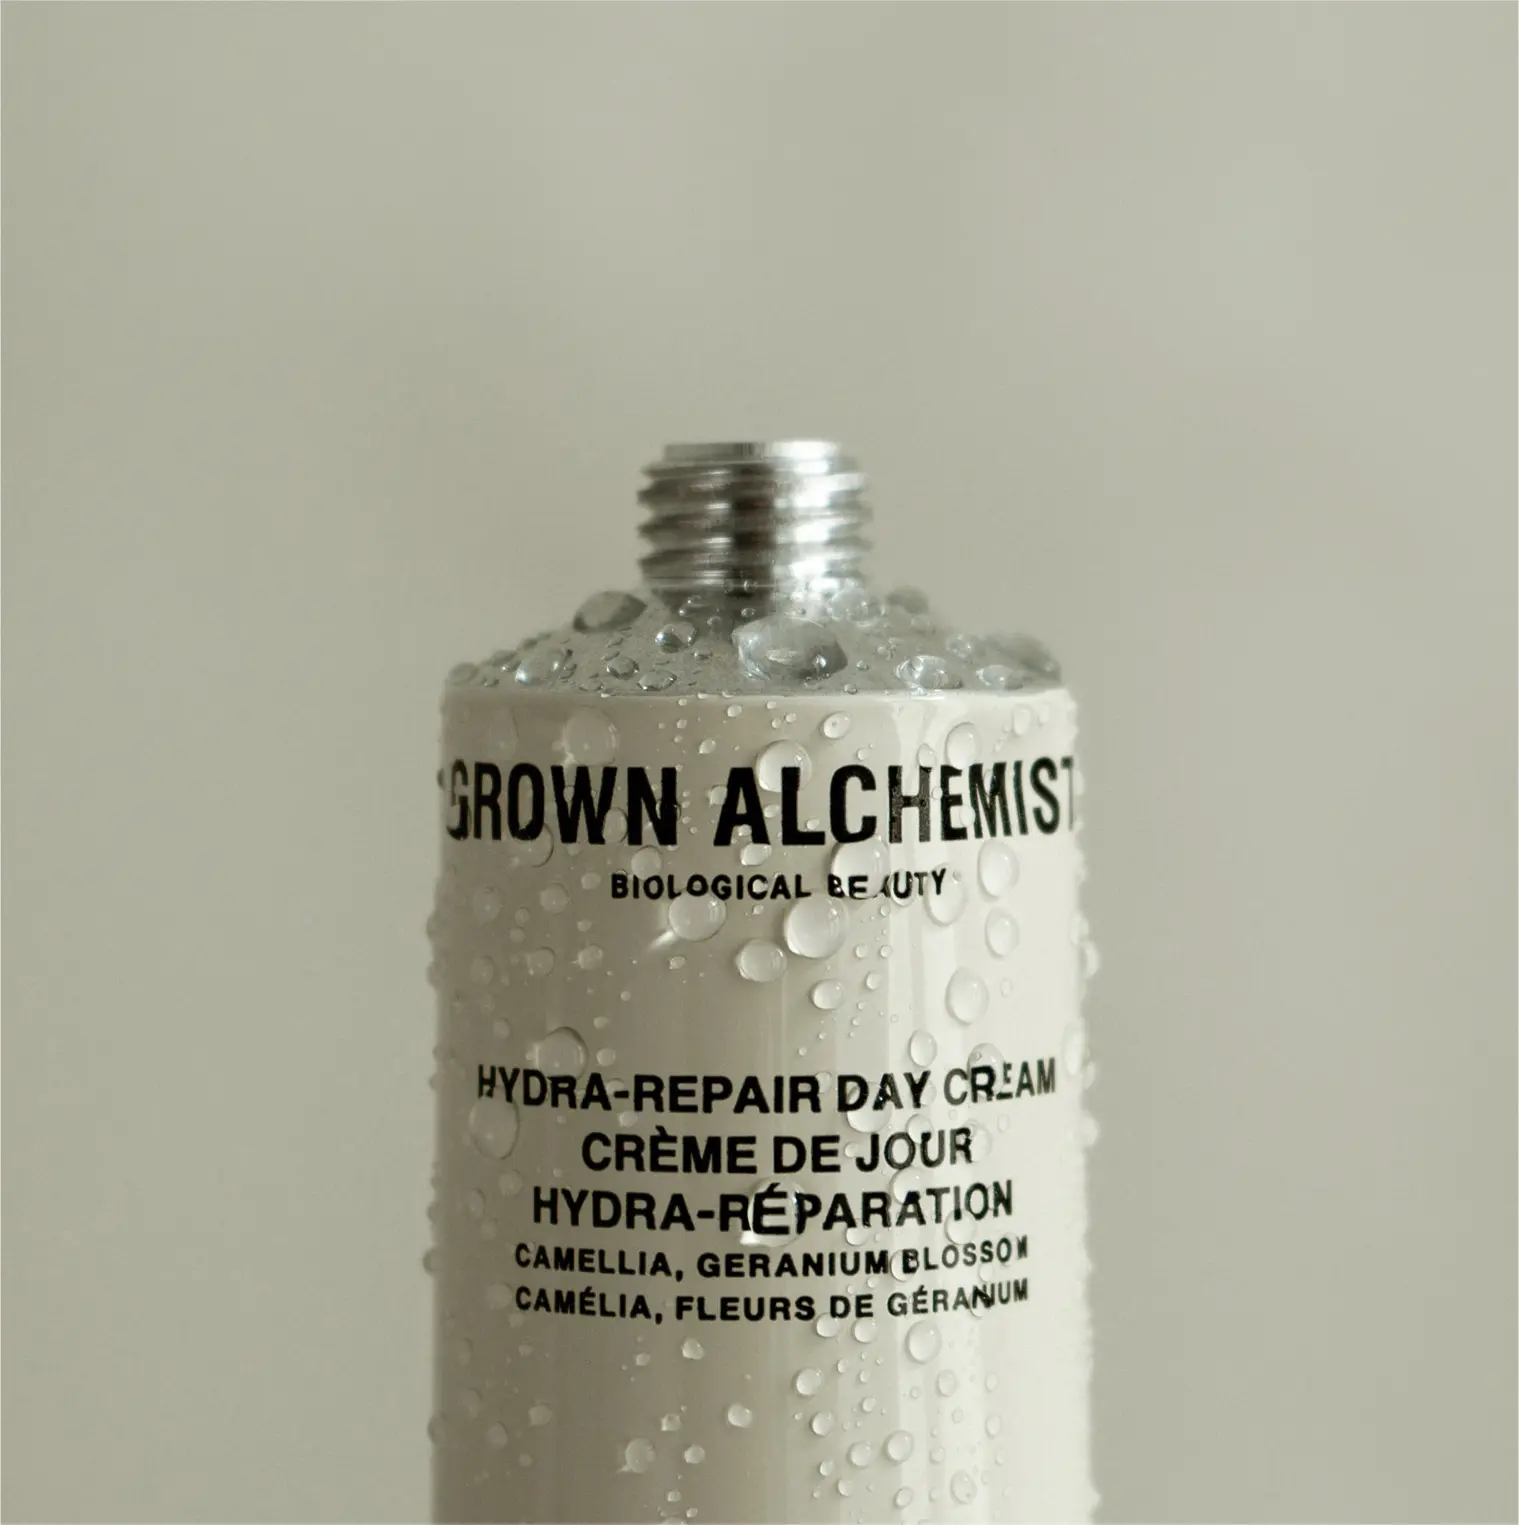 GROWN ALCHEMIST
BIOLOGICAL BEAUTY
HYDRA-REPAIR DAY CREAM
CRÈME DE JOUR
HYDRA-RÉPARATION
CAMELLIA, GERANIUM BLOSSOM
CAMÉLIA, FLEURS DE GÉRANIUM